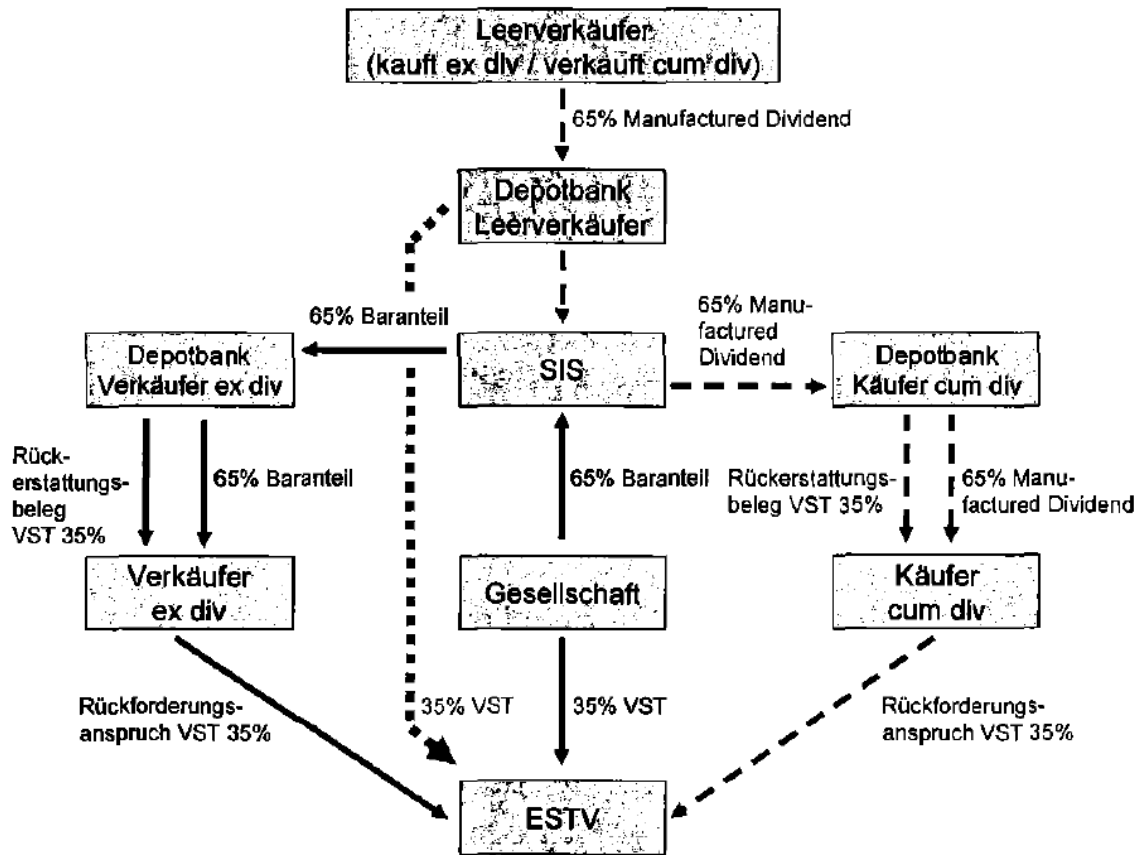 Leerverkäufer
(kauft ex div / verkäuft cum div)
65% Manufactured Dividend
Depotbank
Leerverkäufer
65% Baranteil
65% Manu-
factured
Dividend
Depotbank
Verkäufer ex div
SIS
Depotbank
Käufer cum div
Rück-
erstattungs-
beleg
VST 35%
65% Baranteil
65% Baranteil
Rückerstattungs-
beleg VST 35%
65% Manu-
factured Dividend
Verkäufer
ex div
Gesellschaft
Käufer
cum div
Rückforderungs-
anspruch VST 35%
35% VST
35% VST
Rückforderungs-
anspruch VST 35%
ESTV